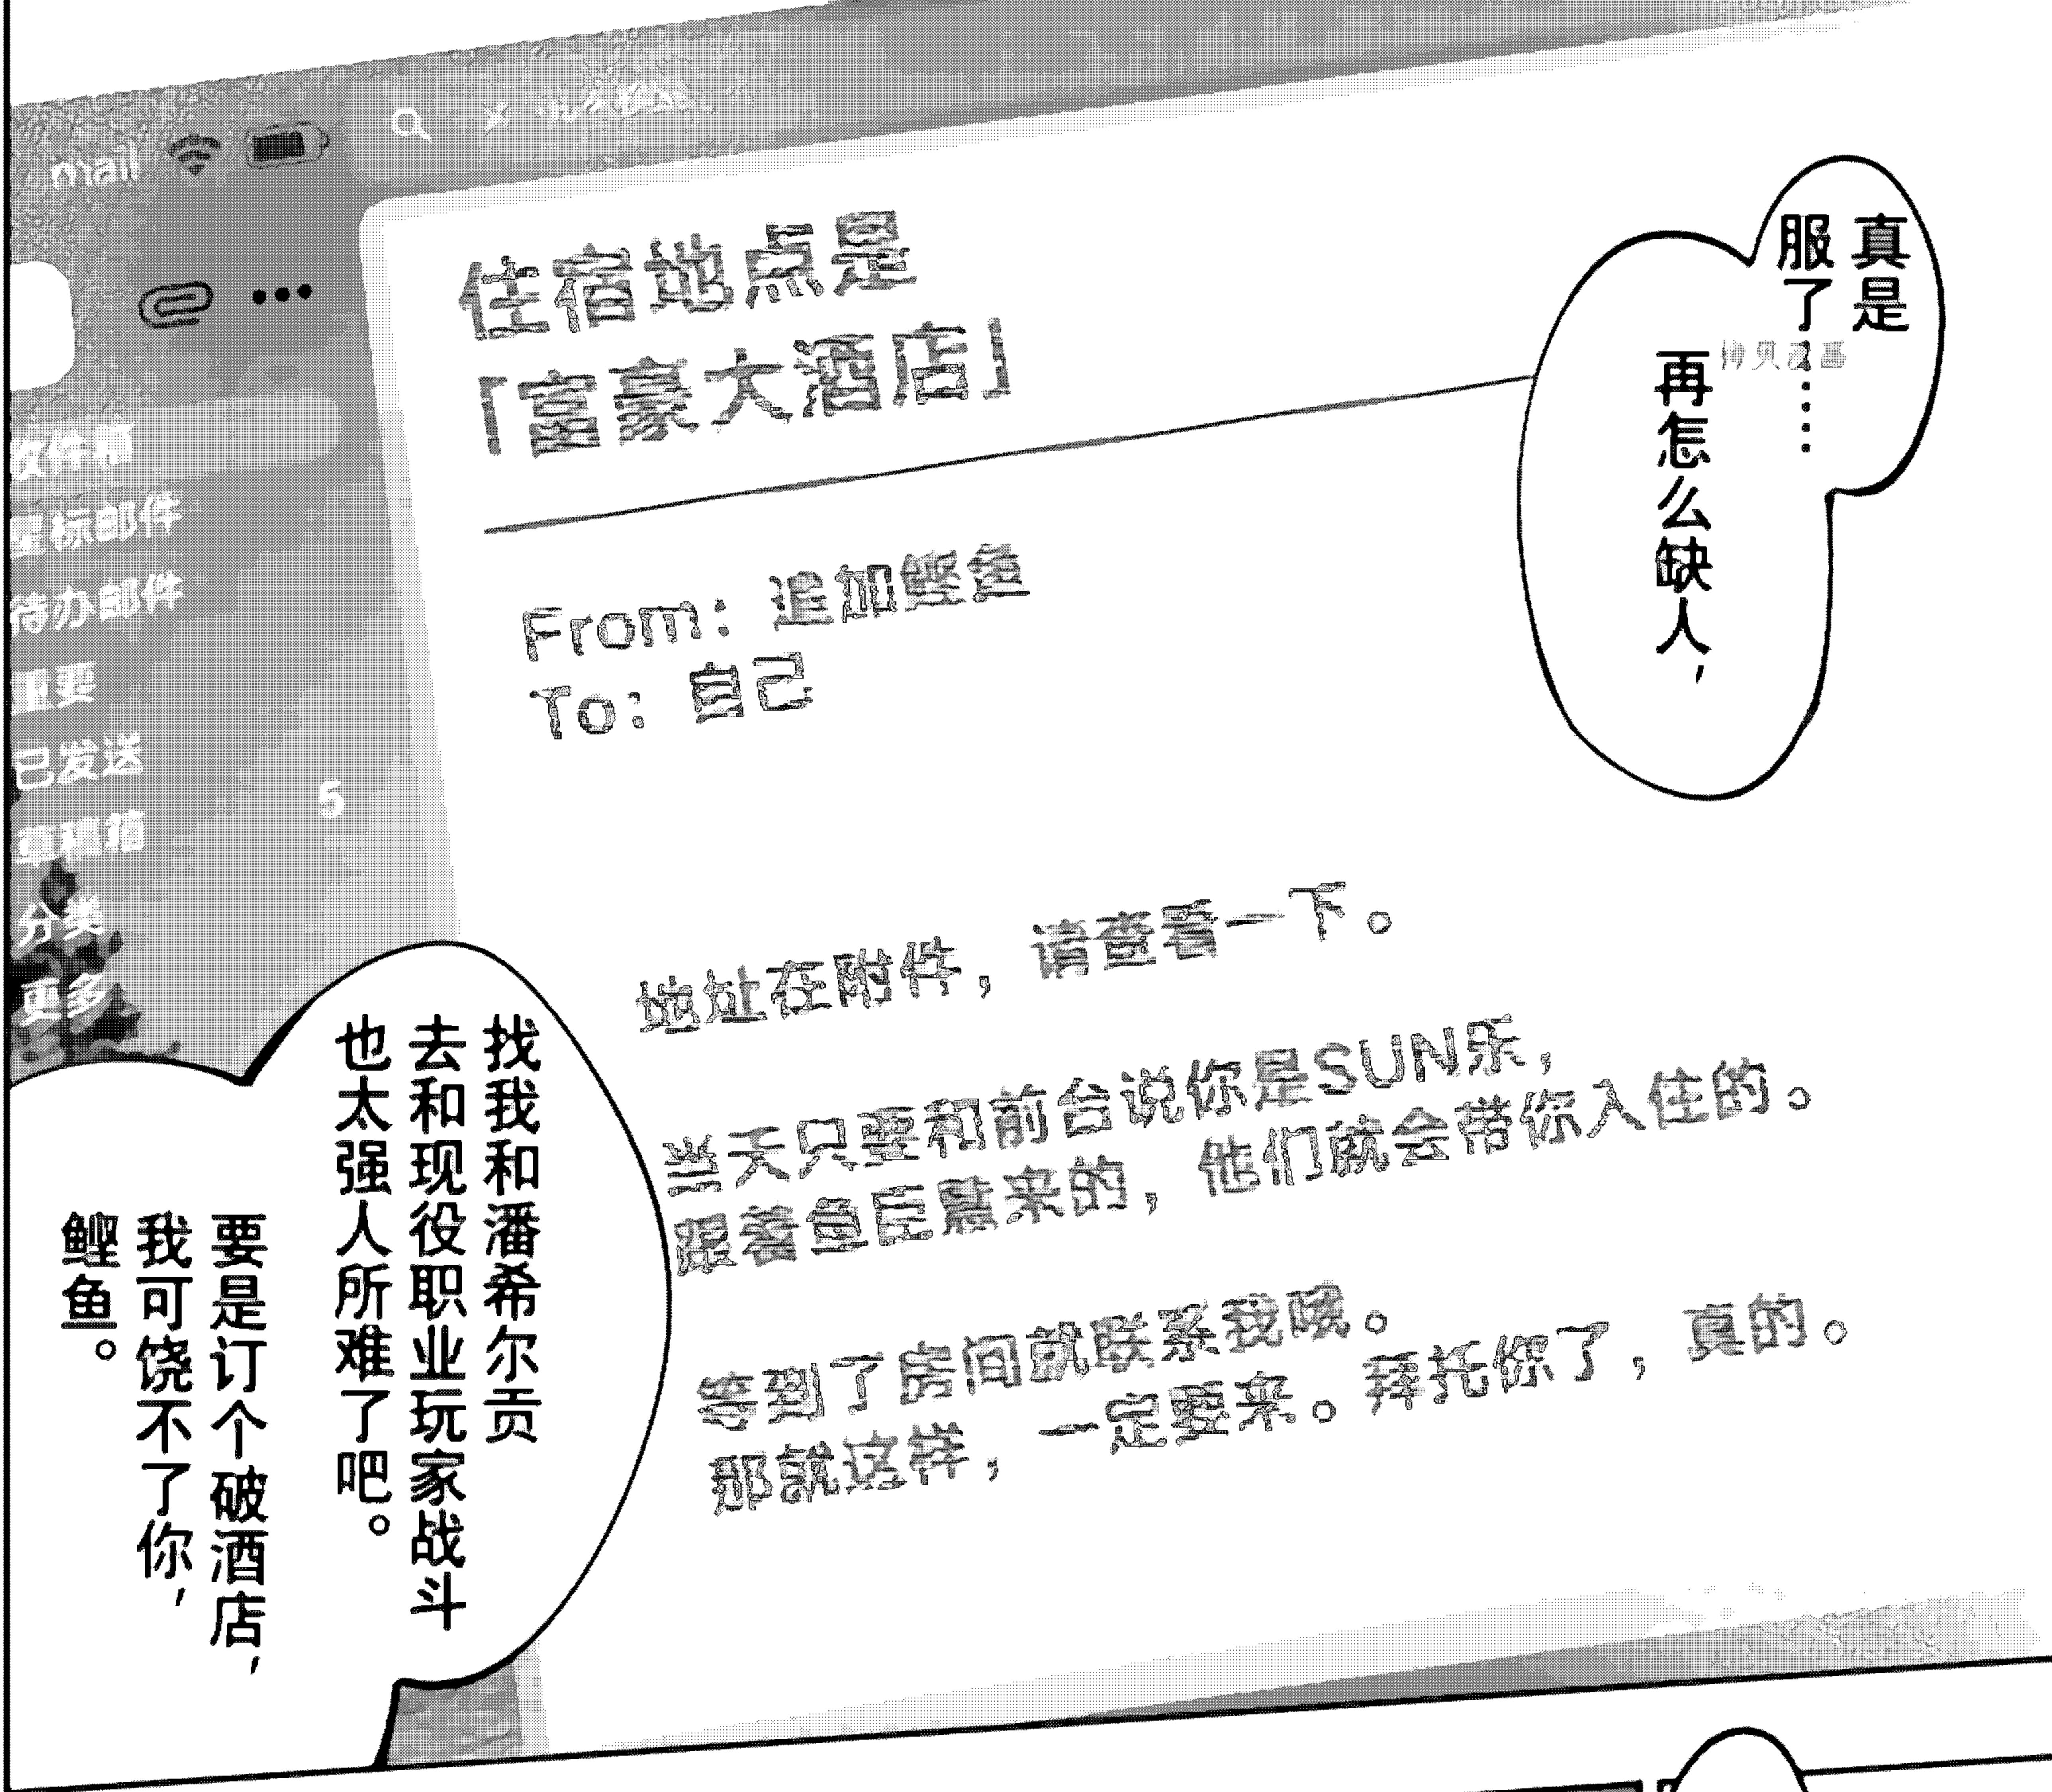 mail
住宿地点是
「富豪大酒店」
真是
服了……
再怎么缺人，
拷贝漫画
收件箱
星标邮件
待办邮件
重要
已发送
草稿箱 5
分类
更多
From：追加鲣鱼
To：自己
地址在附件，请查看一下。
当天只要和前台说你是SUN乐，
跟着鱼臣慧来的，他们就会带你入住的。
等到了房间就联系我哦。
那就这样，一定要来。拜托你了，真的。
找我和潘希尔贡
去和现役职业玩家战斗
也太强人所难了吧。
要是订个破酒店，
我可饶不了你，
鲣鱼。